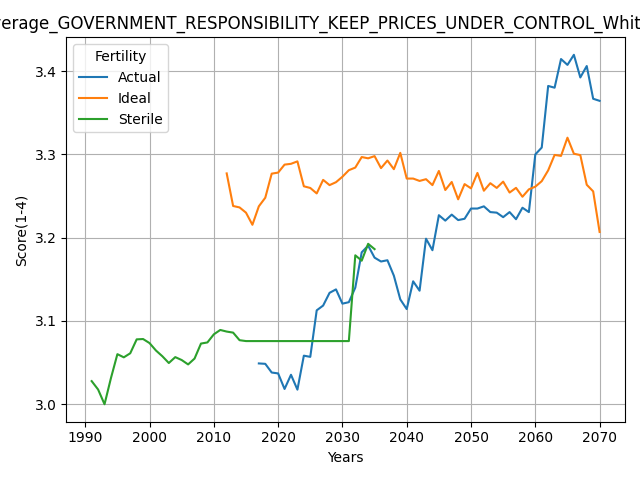 verage_GOVERNMENT_RESPONSIBILITY_KEEP_PRICES_UNDER_CONTROL_Whit
Fertility
Actual
Ideal
Sterile
Score(1-4)
3.4
3.3
3.2
3.1
3.0
1990 2000 2010 2020 2030 2040 2050 2060 2070
Years